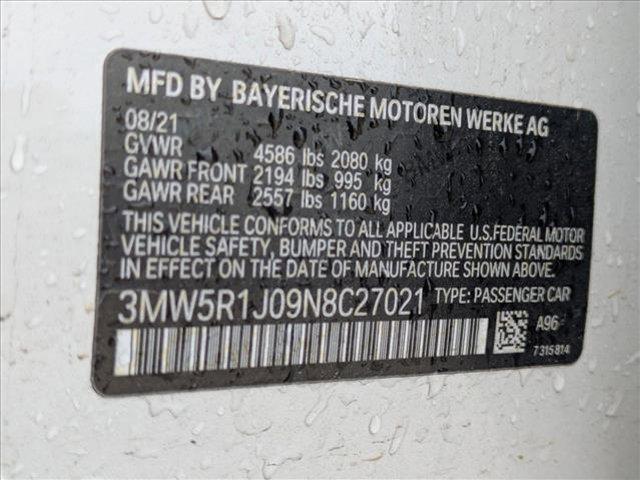 MFD BY BAYERISCHE MOTOREN WERKE AG
08/21
GVWR 4586 lbs 2080 kg
GAWR FRONT 2194 lbs 995 kg
GAWR REAR 2557 lbs 1160 kg
THIS VEHICLE CONFORMS TO ALL APPLICABLE U.S.FEDERAL MOTOR
VEHICLE SAFETY, BUMPER AND THEFT PREVENTION STANDARDS
IN EFFECT ON THE DATE OF MANUFACTURE SHOWN ABOVE.
3MW5R1J09N8C27021 TYPE: PASSENGER CAR
A96
7315814